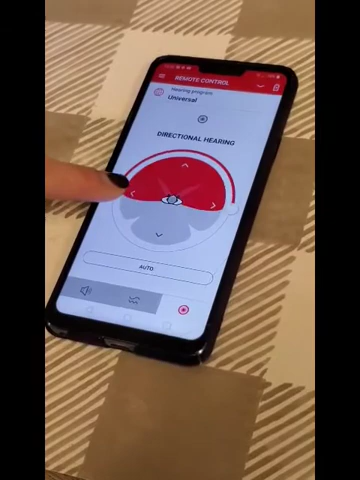 REMOTE CONTROL
Hearing program
Universal
DIRECTIONAL HEARING
AUTO